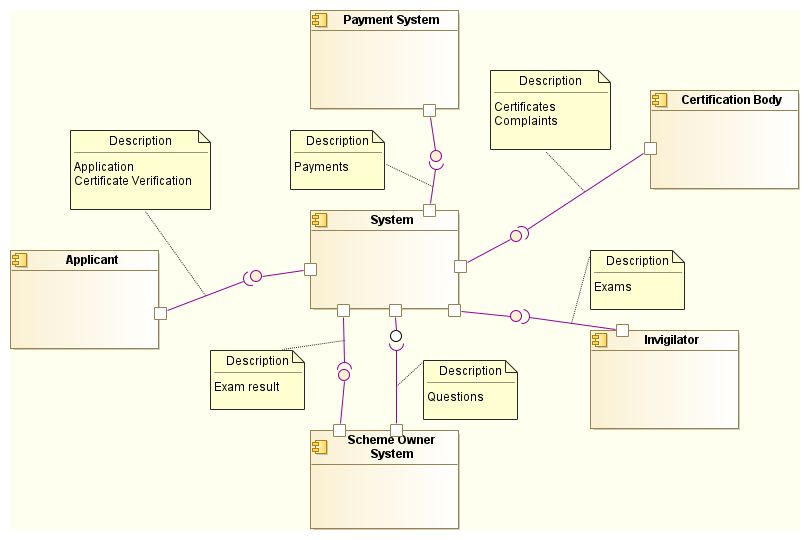 Payment System
Description
Certificates
Complaints
Certification Body
Description
Application
Certificate Verification
Description
Payments
System
Applicant
Description
Exams
Invigilator
Description
Exam result
Description
Questions
Scheme Owner
System